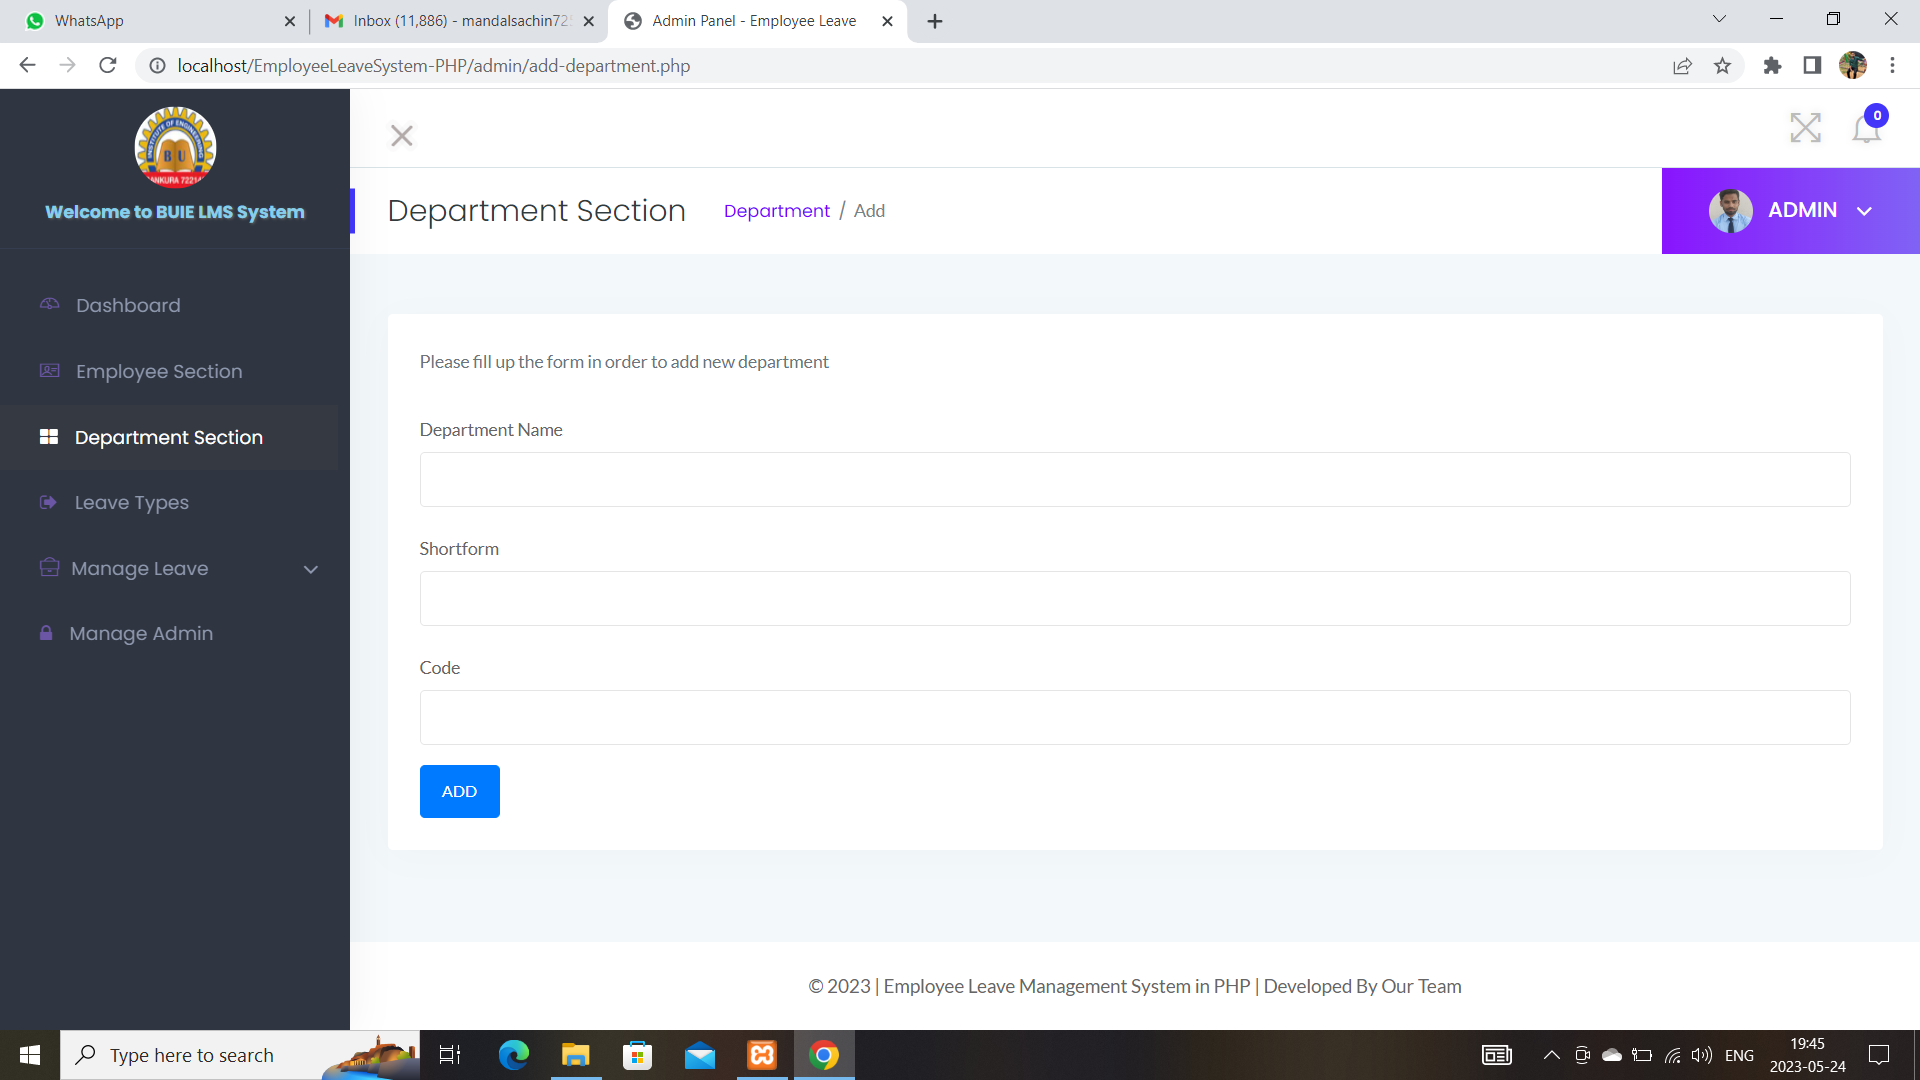 WhatsApp
Inbox (11,886) - mandalsachin72
Admin Panel - Employee Leave
localhost/EmployeeLeaveSystem-PHP/admin/add-department.php
INSTITUTE OF ENGINEERING
B U
Welcome to BUIE LMS System
0
Department Section
Department / Add
ADMIN
Dashboard
Employee Section
Department Section
Leave Types
Manage Leave
Manage Admin
Please fill up the form in order to add new department
Department Name
Shortform
Code
ADD
© 2023 | Employee Leave Management System in PHP | Developed By Our Team
Type here to search
ENG
19:45
2023-05-24